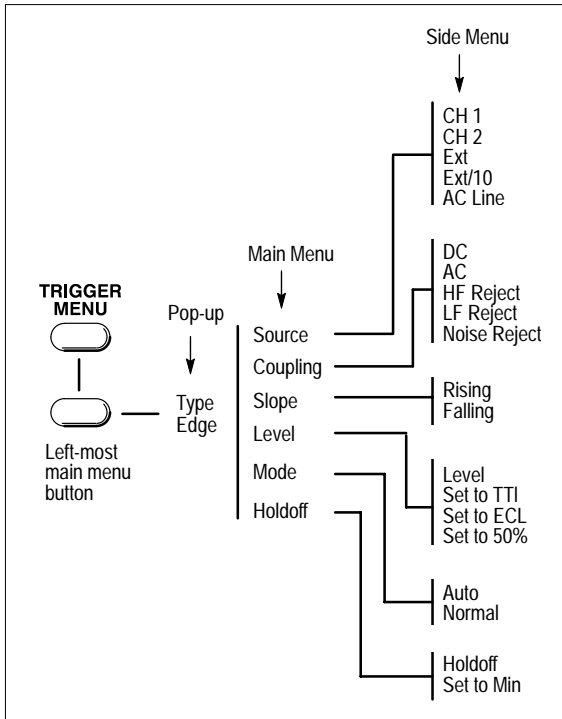 Side Menu
CH 1
CH 2
Ext
Ext/10
AC Line
Main Menu
DC
AC
HF Reject
LF Reject
Noise Reject
TRIGGER
MENU
Pop-up
Source
Coupling
Slope
Level
Mode
Holdoff
Type
Edge
Left-most
main menu
button
Rising
Falling
Level
Set to TTI
Set to ECL
Set to 50%
Auto
Normal
Holdoff
Set to Min